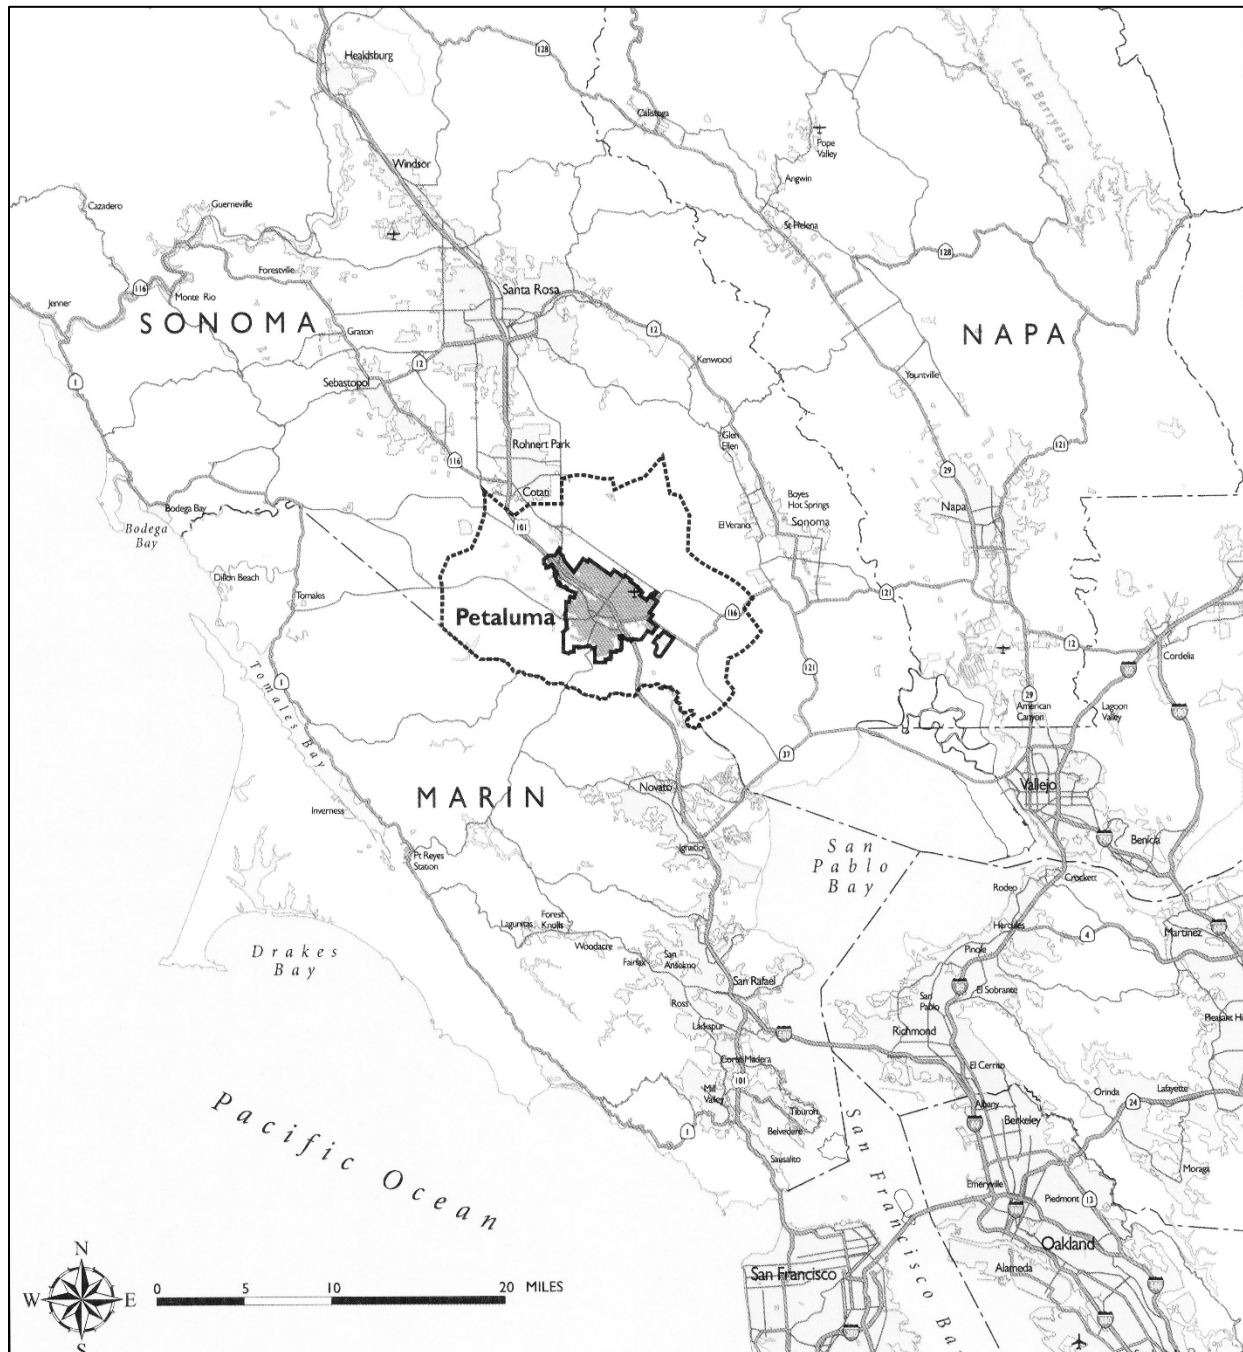 Healdsburg
128
Calistoga
Lake Berryessa
Pope
Valley
Windsor
Angwin
Cazadero
Guerneville
St Helena
128
Forestville
Jenner
116
Monte Rio
Santa Rosa
SONOMA
Graton
12
NAPA
Kenwood
12
1
Sebastopol
Yountville
Rohnert Park
Glen
Ellen
121
116
29
Cotati
Boyes
Hot Springs
Napa
Bodega Bay
101
El Verano
Sonoma
Bodega
Bay
Dillon Beach
Tomales
121
Petaluma
116
12
Cordelia
Tomales Bay
1
121
29
American
Canyon
Lagoon
Valley
37
MARIN
Novato
Vallejo
Inverness
Ignacio
San
Pablo
Bay
Benicia
Pt Reyes
Station
Crockett
Rodeo
Lagunitas
Forest
Knolls
Hercules
4
Martinez
Woodacre
Fairfax
San
Anselmo
Pinole
Drakes
Bay
San Rafael
El Sobrante
San
Pablo
Ross
Pleasant Hi
Larkspur
Richmond
Corte Madera
El Cerrito
Mill
Valley
101
Orinda
Lafayette
24
Albany
Tiburon
Berkeley
1
Belvedere
Pacific Ocean
Sausalito
San Francisco Ba
Moraga
Emeryville
Piedmont
13
Oakland
San Francisco
Alameda
N
W E
S
0 5 10 20 MILES